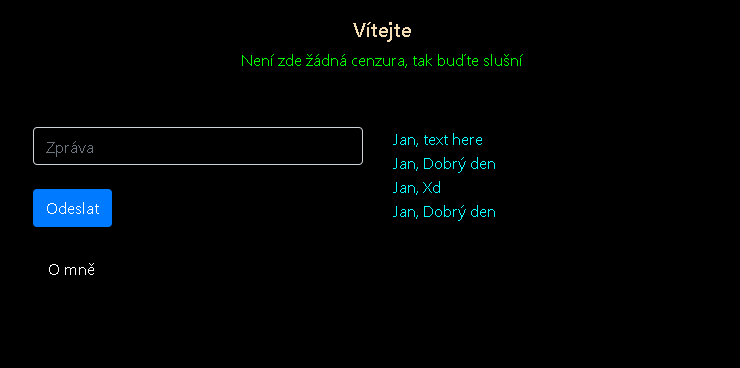 Vítejte
Není zde žádná cenzura, tak buďte slušní
Zpráva
Odeslat
O mně
Jan, text here
Jan, Dobrý den
Jan, Xd
Jan, Dobrý den